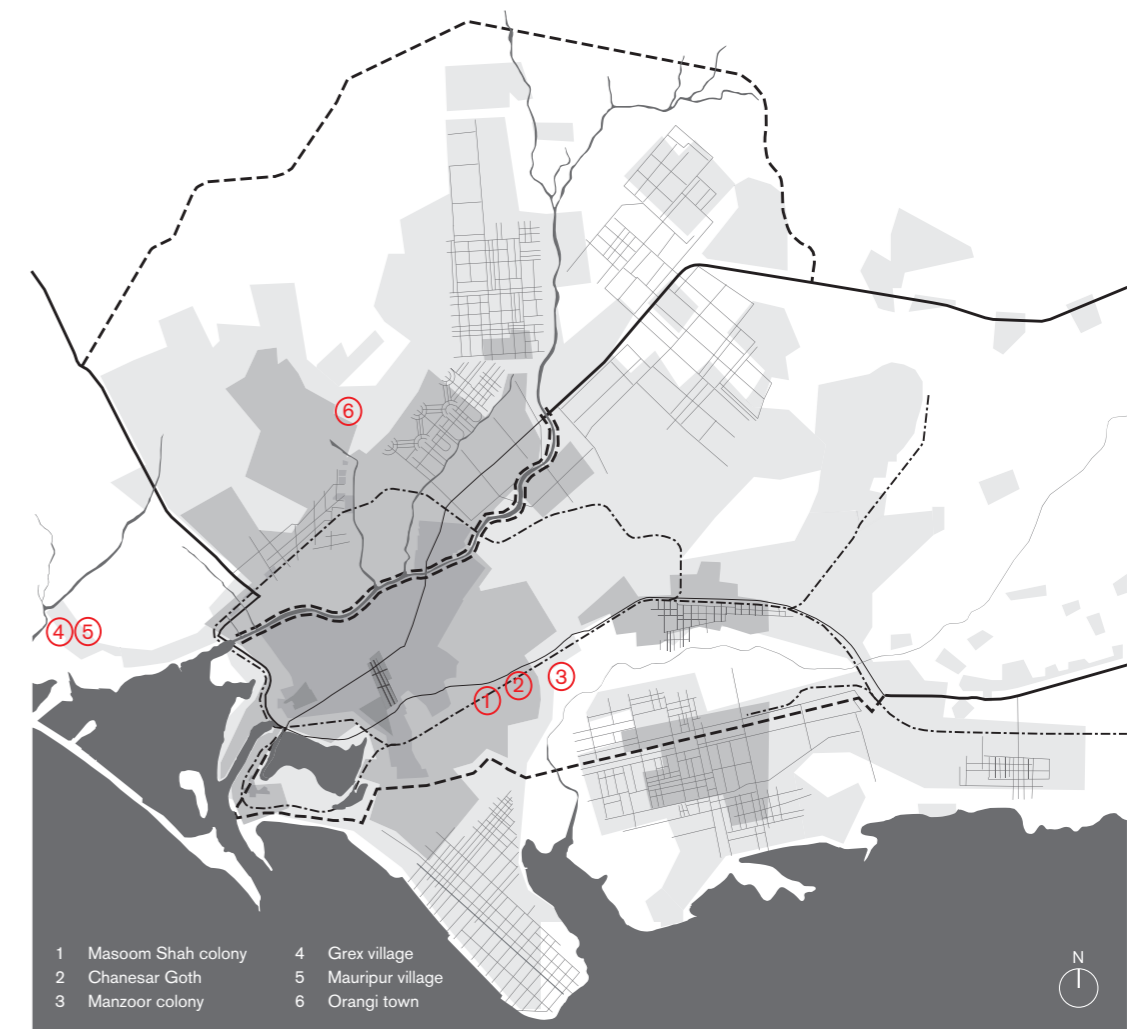 6
4 5
3
2
1
1 Masoom Shah colony
2 Chanesar Goth
3 Manzoor colony
4 Grex village
5 Mauripur village
6 Orangi town
N